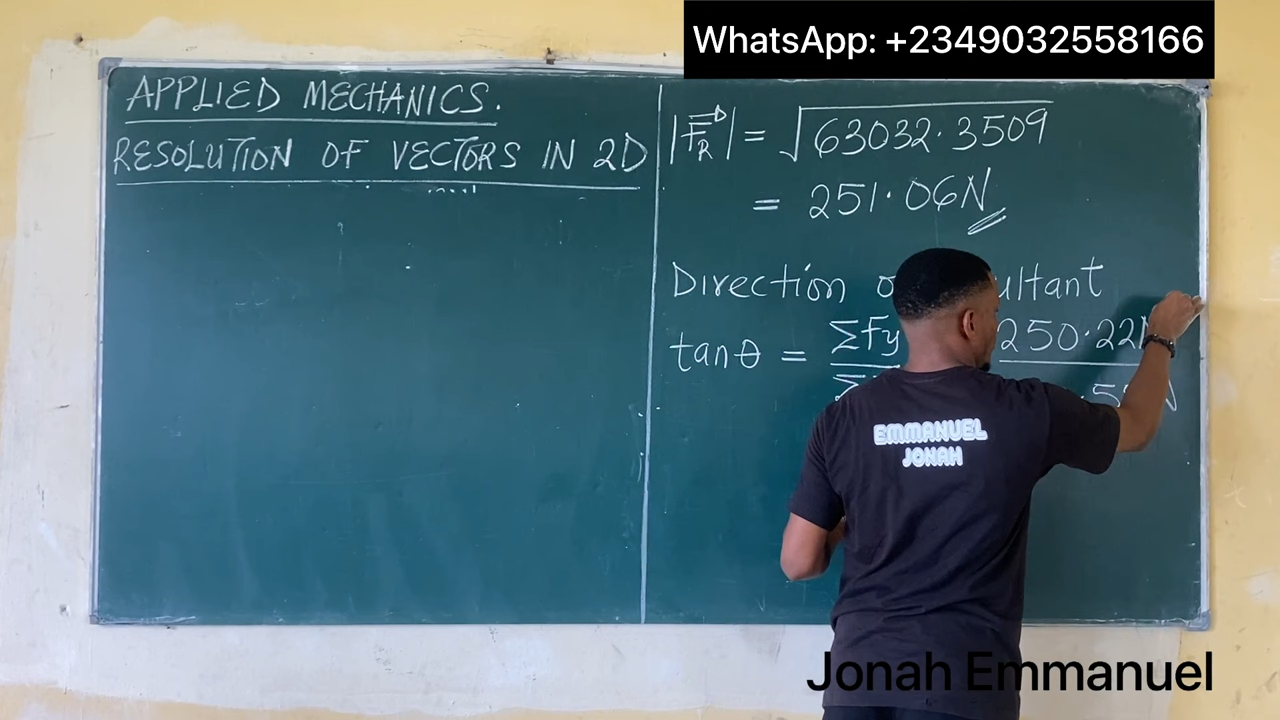 WhatsApp: +2349032558166
APPLIED MECHANICS.
RESOLUTION OF VECTORS IN 2D
|F_R| = √63032.3509
= 251.06N
Direction
tanθ = ΣFy 250.22
EMMANUEL
JONAH
Jonah Emmanuel